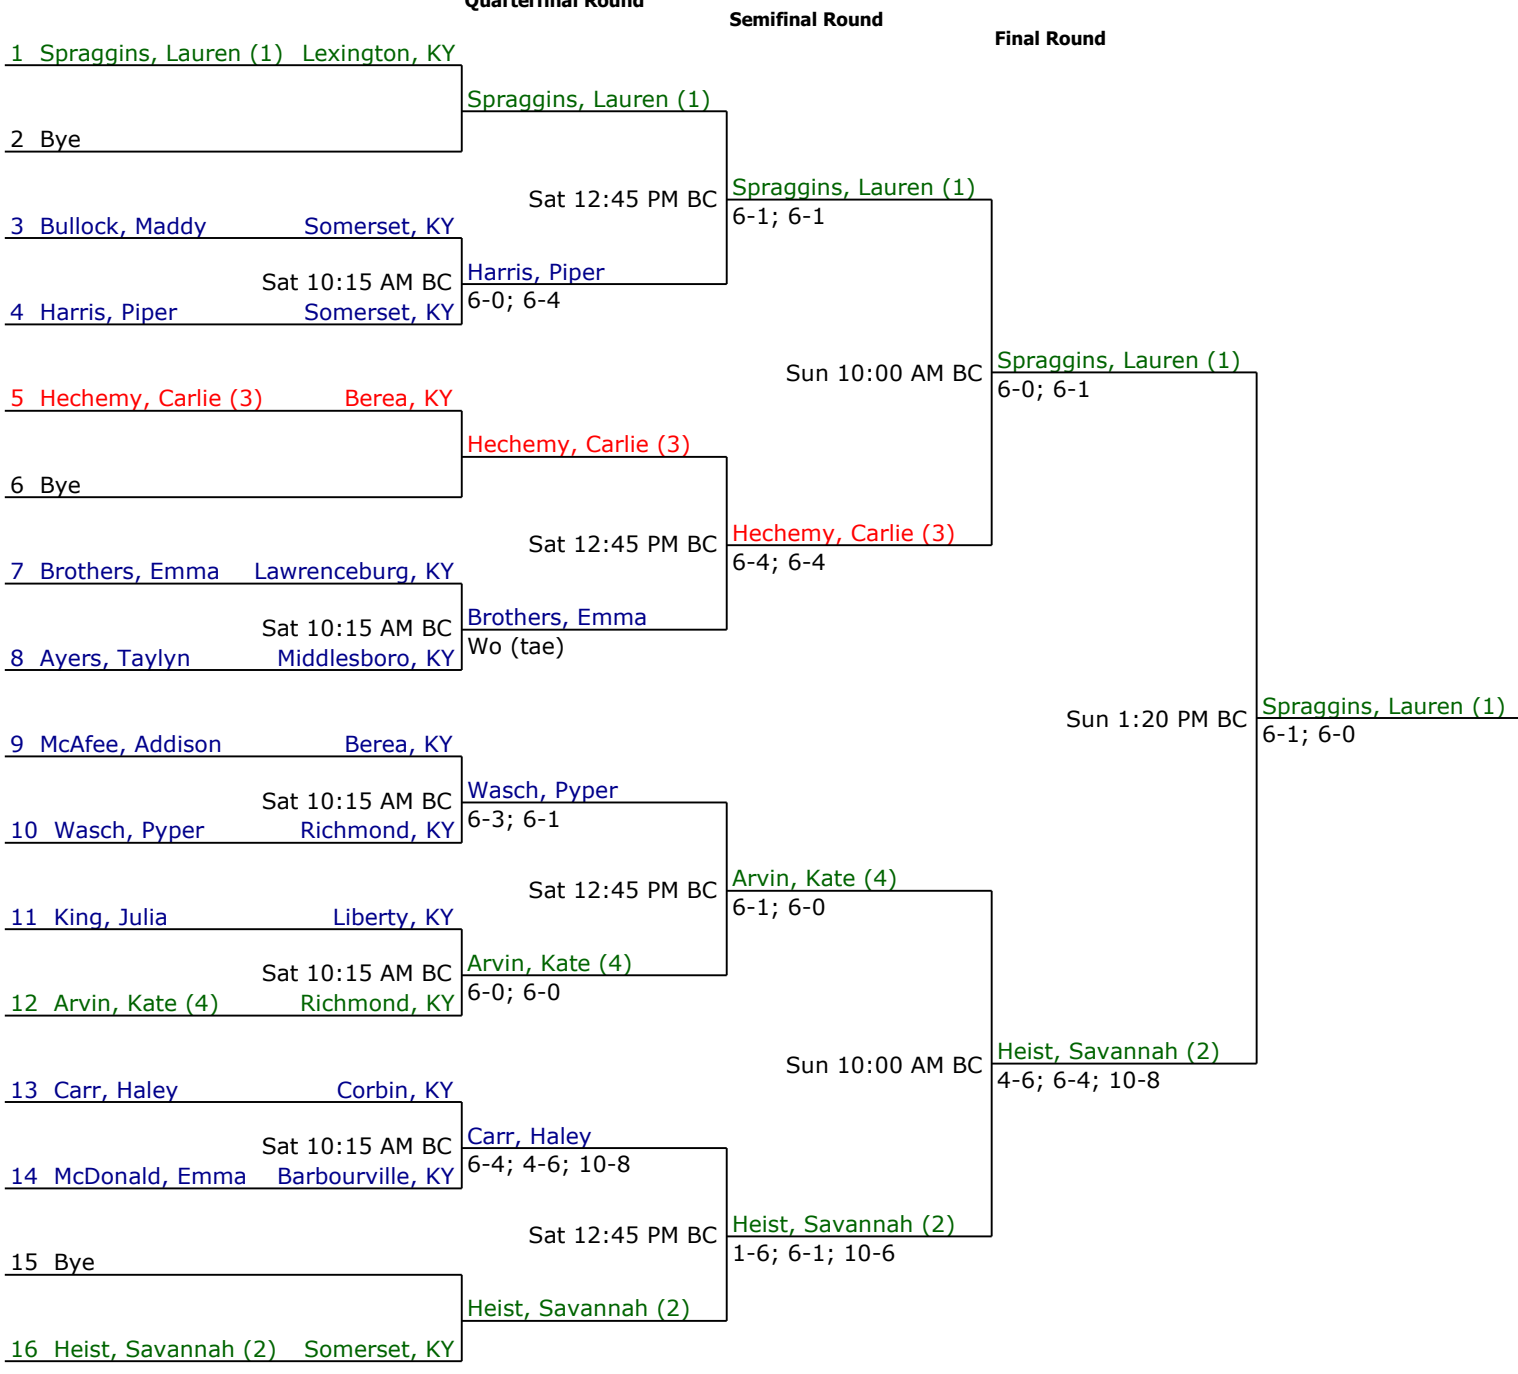 Quarterfinal Round
Semifinal Round
Final Round
1 Spraggins, Lauren (1) Lexington, KY
Spraggins, Lauren (1)
2 Bye
Sat 12:45 PM BC
Spraggins, Lauren (1)
6-1; 6-1
3 Bullock, Maddy Somerset, KY
Sat 10:15 AM BC
Harris, Piper
6-0; 6-4
4 Harris, Piper Somerset, KY
Sun 10:00 AM BC
Spraggins, Lauren (1)
6-0; 6-1
5 Hechemy, Carlie (3) Berea, KY
Hechemy, Carlie (3)
6 Bye
Sat 12:45 PM BC
Hechemy, Carlie (3)
6-4; 6-4
7 Brothers, Emma Lawrenceburg, KY
Sat 10:15 AM BC
Brothers, Emma
Wo (tae)
8 Ayers, Taylyn Middlesboro, KY
Sun 1:20 PM BC
Spraggins, Lauren (1)
6-1; 6-0
9 McAfee, Addison Berea, KY
Sat 10:15 AM BC
Wasch, Pyper
6-3; 6-1
10 Wasch, Pyper Richmond, KY
Sat 12:45 PM BC
Arvin, Kate (4)
6-1; 6-0
11 King, Julia Liberty, KY
Sat 10:15 AM BC
Arvin, Kate (4)
6-0; 6-0
12 Arvin, Kate (4) Richmond, KY
Sun 10:00 AM BC
Heist, Savannah (2)
4-6; 6-4; 10-8
13 Carr, Haley Corbin, KY
Sat 10:15 AM BC
Carr, Haley
6-4; 4-6; 10-8
14 McDonald, Emma Barbourville, KY
Sat 12:45 PM BC
Heist, Savannah (2)
1-6; 6-1; 10-6
15 Bye
Heist, Savannah (2)
16 Heist, Savannah (2) Somerset, KY